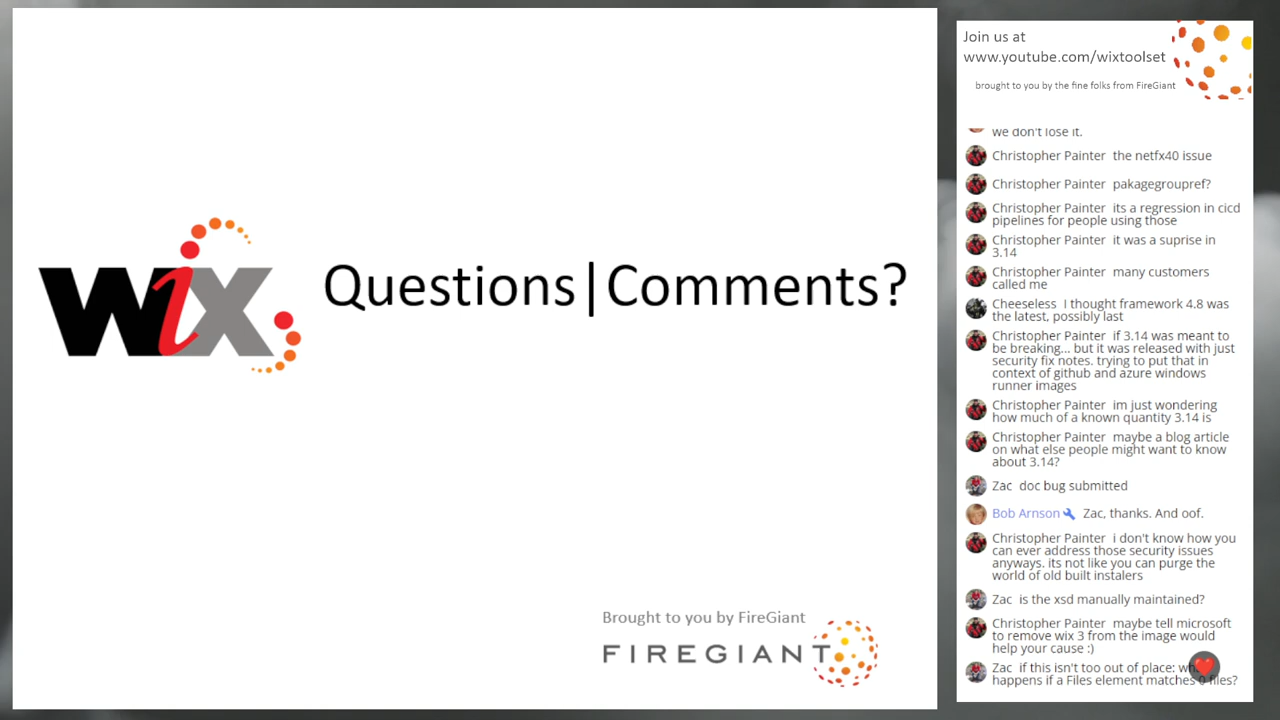 WiX
Questions|Comments?
Brought to you by FireGiant
FIREGIANT
Join us at
www.youtube.com/wixtoolset
brought to you by the fine folks from FireGiant
we don't lose it.
Christopher Painter the netfx40 issue
Christopher Painter pakagegroupref?
Christopher Painter its a regression in cicd
pipelines for people using those
Christopher Painter it was a suprise in
3.14
Christopher Painter many customers
called me
Cheeseless I thought framework 4.8 was
the latest, possibly last
Christopher Painter if 3.14 was meant to
be breaking... but it was released with just
security fix notes. trying to put that in
context of github and azure windows
runner images
Christopher Painter im just wondering
how much of a known quantity 3.14 is
Christopher Painter maybe a blog article
on what else people might want to know
about 3.14?
Zac doc bug submitted
Bob Arnson Zac, thanks. And oof.
Christopher Painter i don't know how you
can ever address those security issues
anyways. its not like you can purge the
world of old built instalers
Zac is the xsd manually maintained?
Christopher Painter maybe tell microsoft
to remove wix 3 from the image would
help your cause :)
Zac if this isn't too out of place:
happens if a Files element matches 0 files?